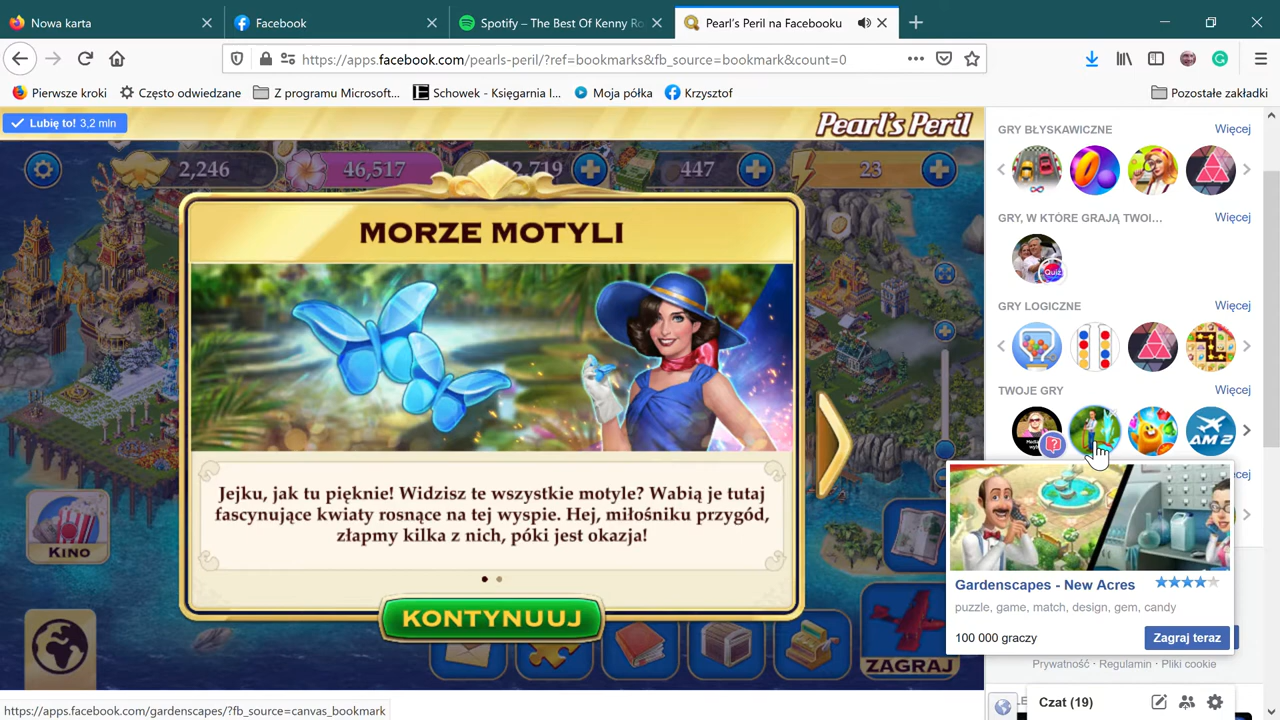 Nowa karta
Facebook
Spotify – The Best Of Kenny Ro
Pearl's Peril na Facebooku
https://apps.facebook.com/pearls-peril/?ref=bookmarks&fb_source=bookmark&count=0
Pierwsze kroki
Często odwiedzane
Z programu Microsoft...
Schowek - Księgarnia I...
Moja półka
Krzysztof
Pozostałe zakładki
Lubię to! 3,2 mln
Pearl's Peril
2,246
46,517
12,719
447
23
MORZE MOTYLI
Jejku, jak tu pięknie! Widzisz te wszystkie motyle? Wabią je tutaj
fascynujące kwiaty rosnące na tej wyspie. Hej, miłośniku przygód,
złapmy kilka z nich, póki jest okazja!
KONTYNUUJ
KINO
ZAGRAJ
GRY BŁYSKAWICZNE
Więcej
GRY, W KTÓRE GRAJĄ TWOI...
Więcej
Quiz
GRY LOGICZNE
Więcej
TWOJE GRY
Więcej
AM 2
Gardenscapes - New Acres
puzzle, game, match, design, gem, candy
100 000 graczy
Zagraj teraz
Prywatność · Regulamin · Pliki cookie
Czat (19)
https://apps.facebook.com/gardenscapes/?fb_source=canvas_bookmark